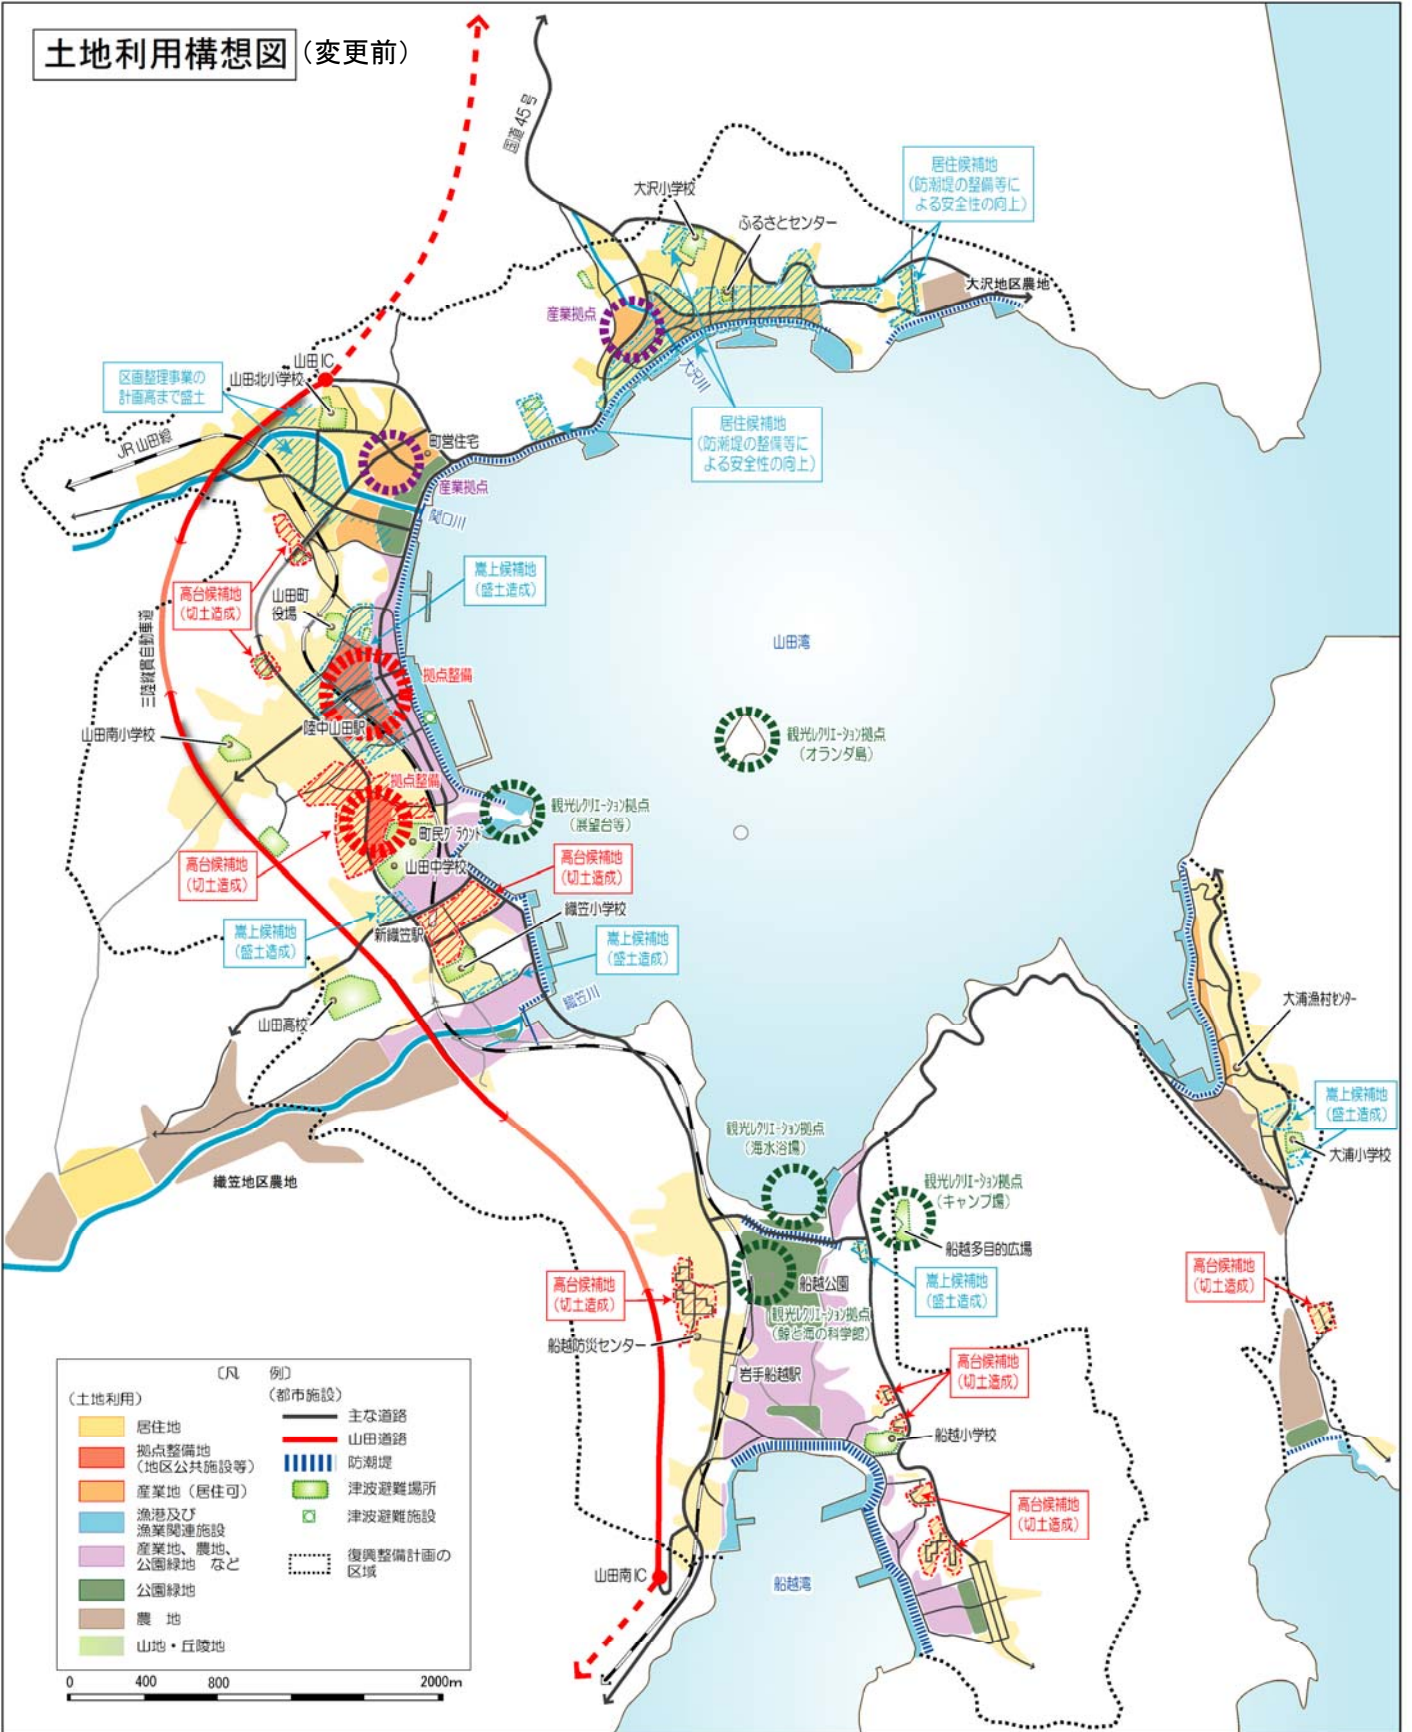 土地利用構想図 (変更前)
国道45号
大沢小学校
ふるさとセンター
居住候補地
(防潮堤の整備等に
よる安全性の向上)
大沢地区農地
産業拠点
大沢川
山田IC
山田北小学校
区画整理事業の
計画高まで盛土
JR山田線
町営住宅
産業拠点
関口川
居住候補地
(防潮堤の整備等に
よる安全性の向上)
高台候補地
(切土造成)
山田町
役場
嵩上候補地
(盛土造成)
三陸縦貫自動車道
山田湾
拠点整備
陸中山田駅
山田南小学校
観光レクリエーション拠点
(オランダ島)
拠点整備
観光レクリエーション拠点
(展望台等)
町民グラウンド
山田中学校
高台候補地
(切土造成)
高台候補地
(切土造成)
織笠小学校
嵩上候補地
(盛土造成)
新織笠駅
嵩上候補地
(盛土造成)
織笠川
山田高校
大浦漁村センター
嵩上候補地
(盛土造成)
大浦小学校
観光レクリエーション拠点
(海水浴場)
織笠地区農地
観光レクリエーション拠点
(キャンプ場)
船越多目的広場
高台候補地
(切土造成)
船越公園
嵩上候補地
(盛土造成)
高台候補地
(切土造成)
観光レクリエーション拠点
(鯨と海の科学館)
船越防災センター
岩手船越駅
高台候補地
(切土造成)
船越小学校
高台候補地
(切土造成)
山田南IC
船越湾
〔凡 例〕
(土地利用)
居住地
拠点整備地
(地区公共施設等)
産業地(居住可)
漁港及び
漁業関連施設
産業地、農地、
公園緑地 など
公園緑地
農 地
山地・丘陵地
(都市施設)
主な道路
山田道路
防潮堤
津波避難場所
津波避難施設
復興整備計画の
区域
0 400 800 2000m